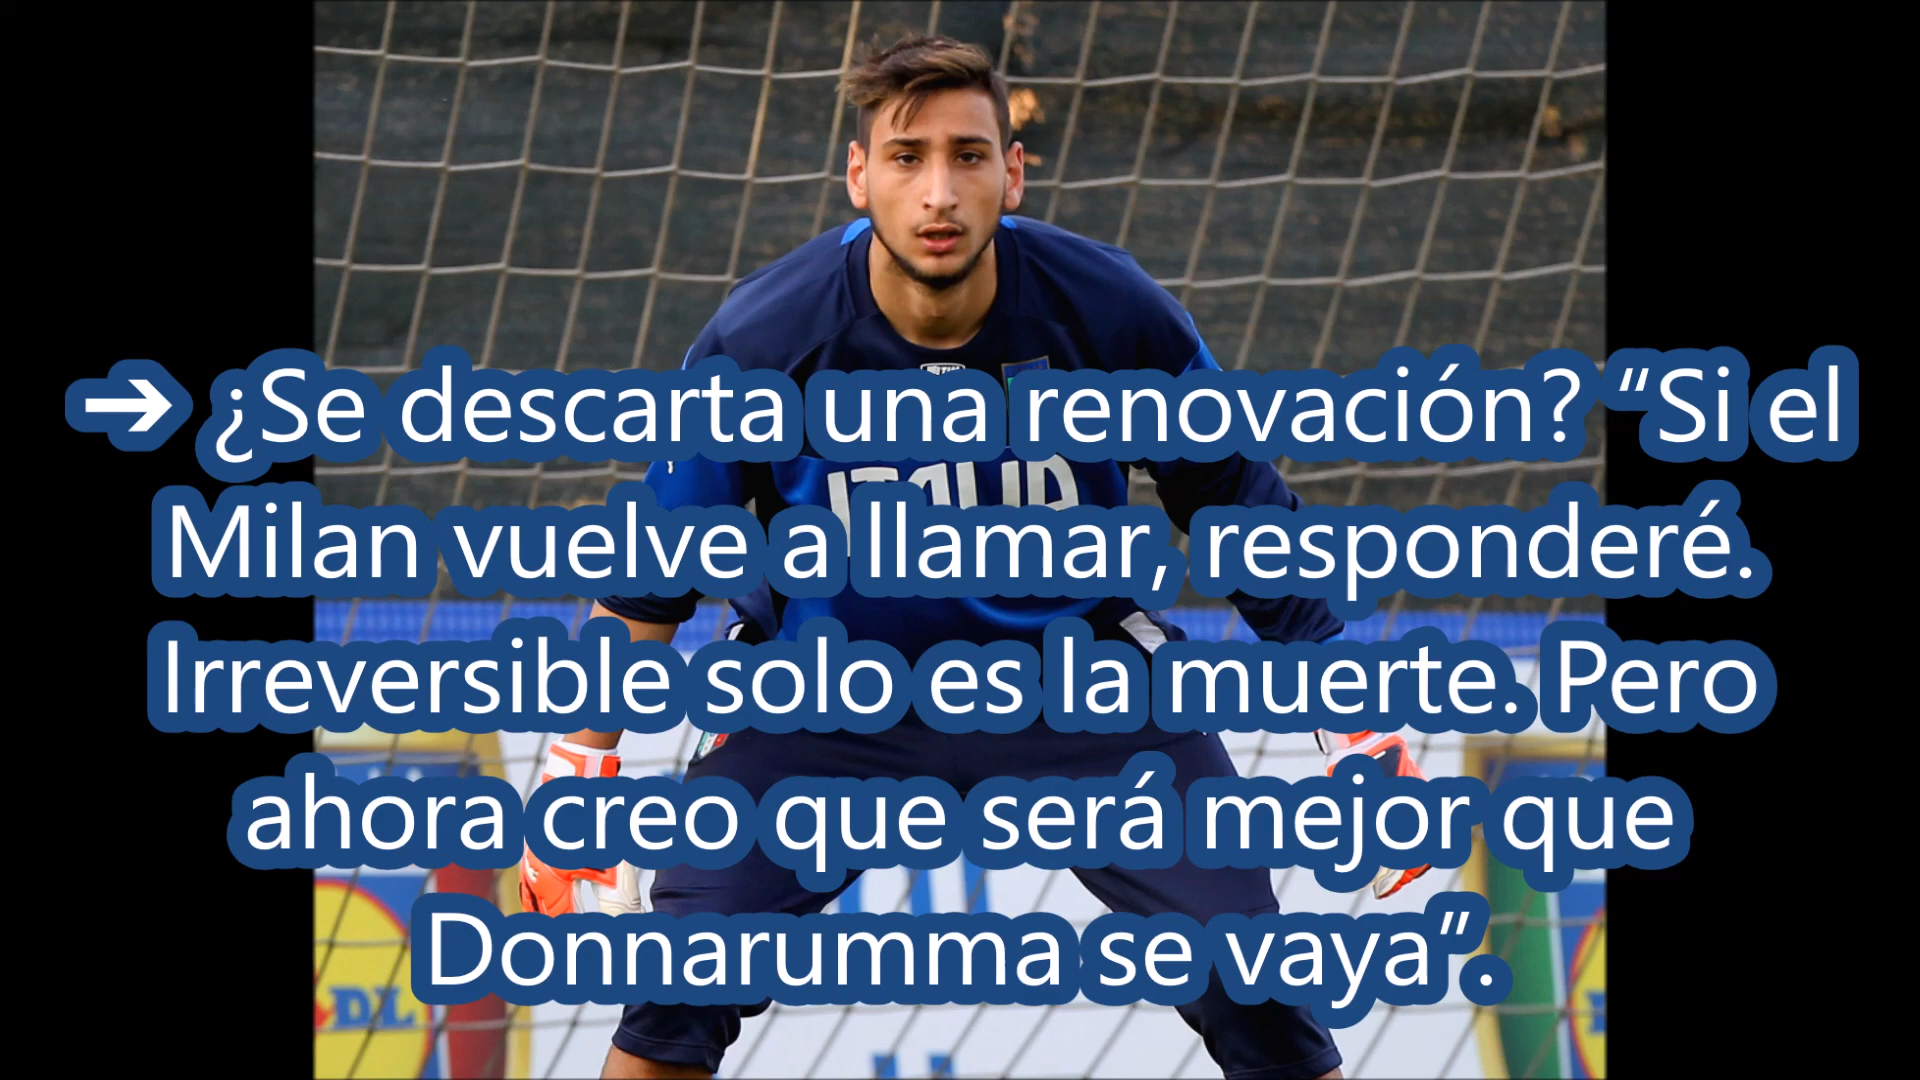 ➔ ¿Se descarta una renovación? “Si el
Milan vuelve a llamar, responderé.
Irreversible solo es la muerte. Pero
ahora creo que será mejor que
Donnarumma se vaya”.
ITALIA